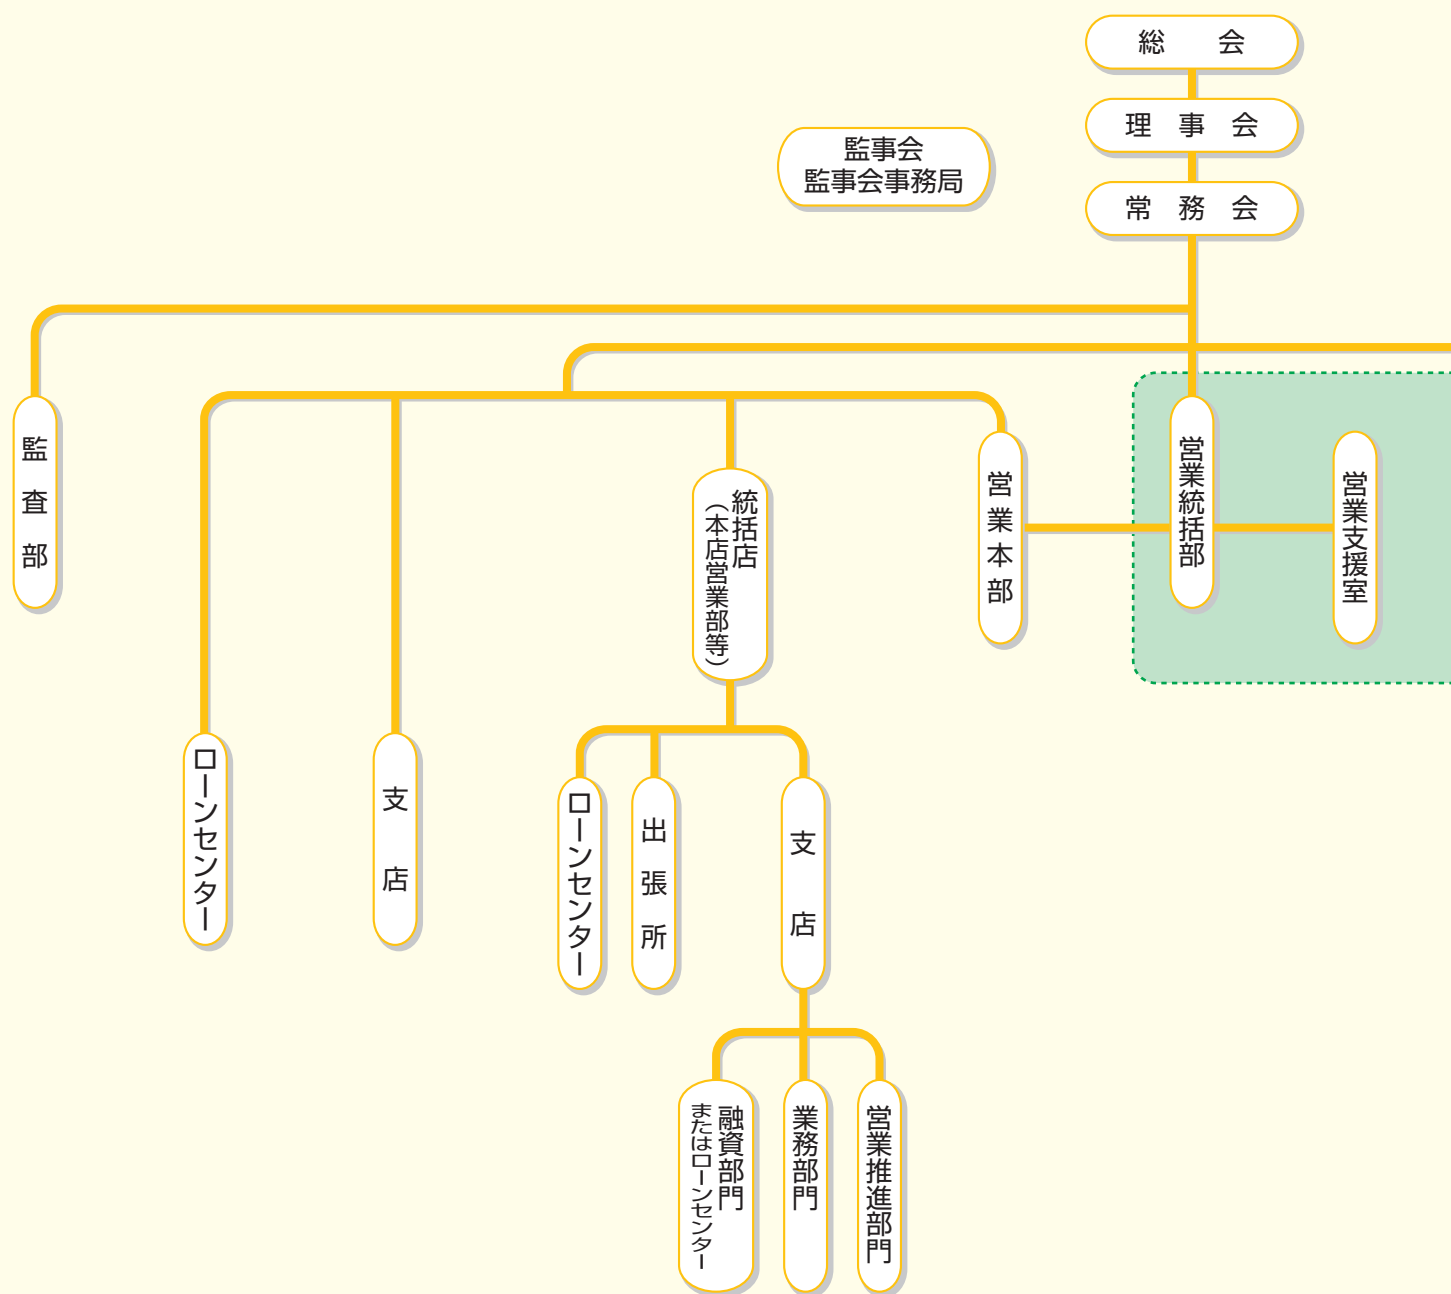 総会
理事会
監事会
監事会事務局
常務会
監査部
営業本部
営業統括部
営業支援室
統括店
（本店営業部等）
ローンセンター
支店
ローンセンター
出張所
支店
融資部門
またはローンセンター
業務部門
営業推進部門